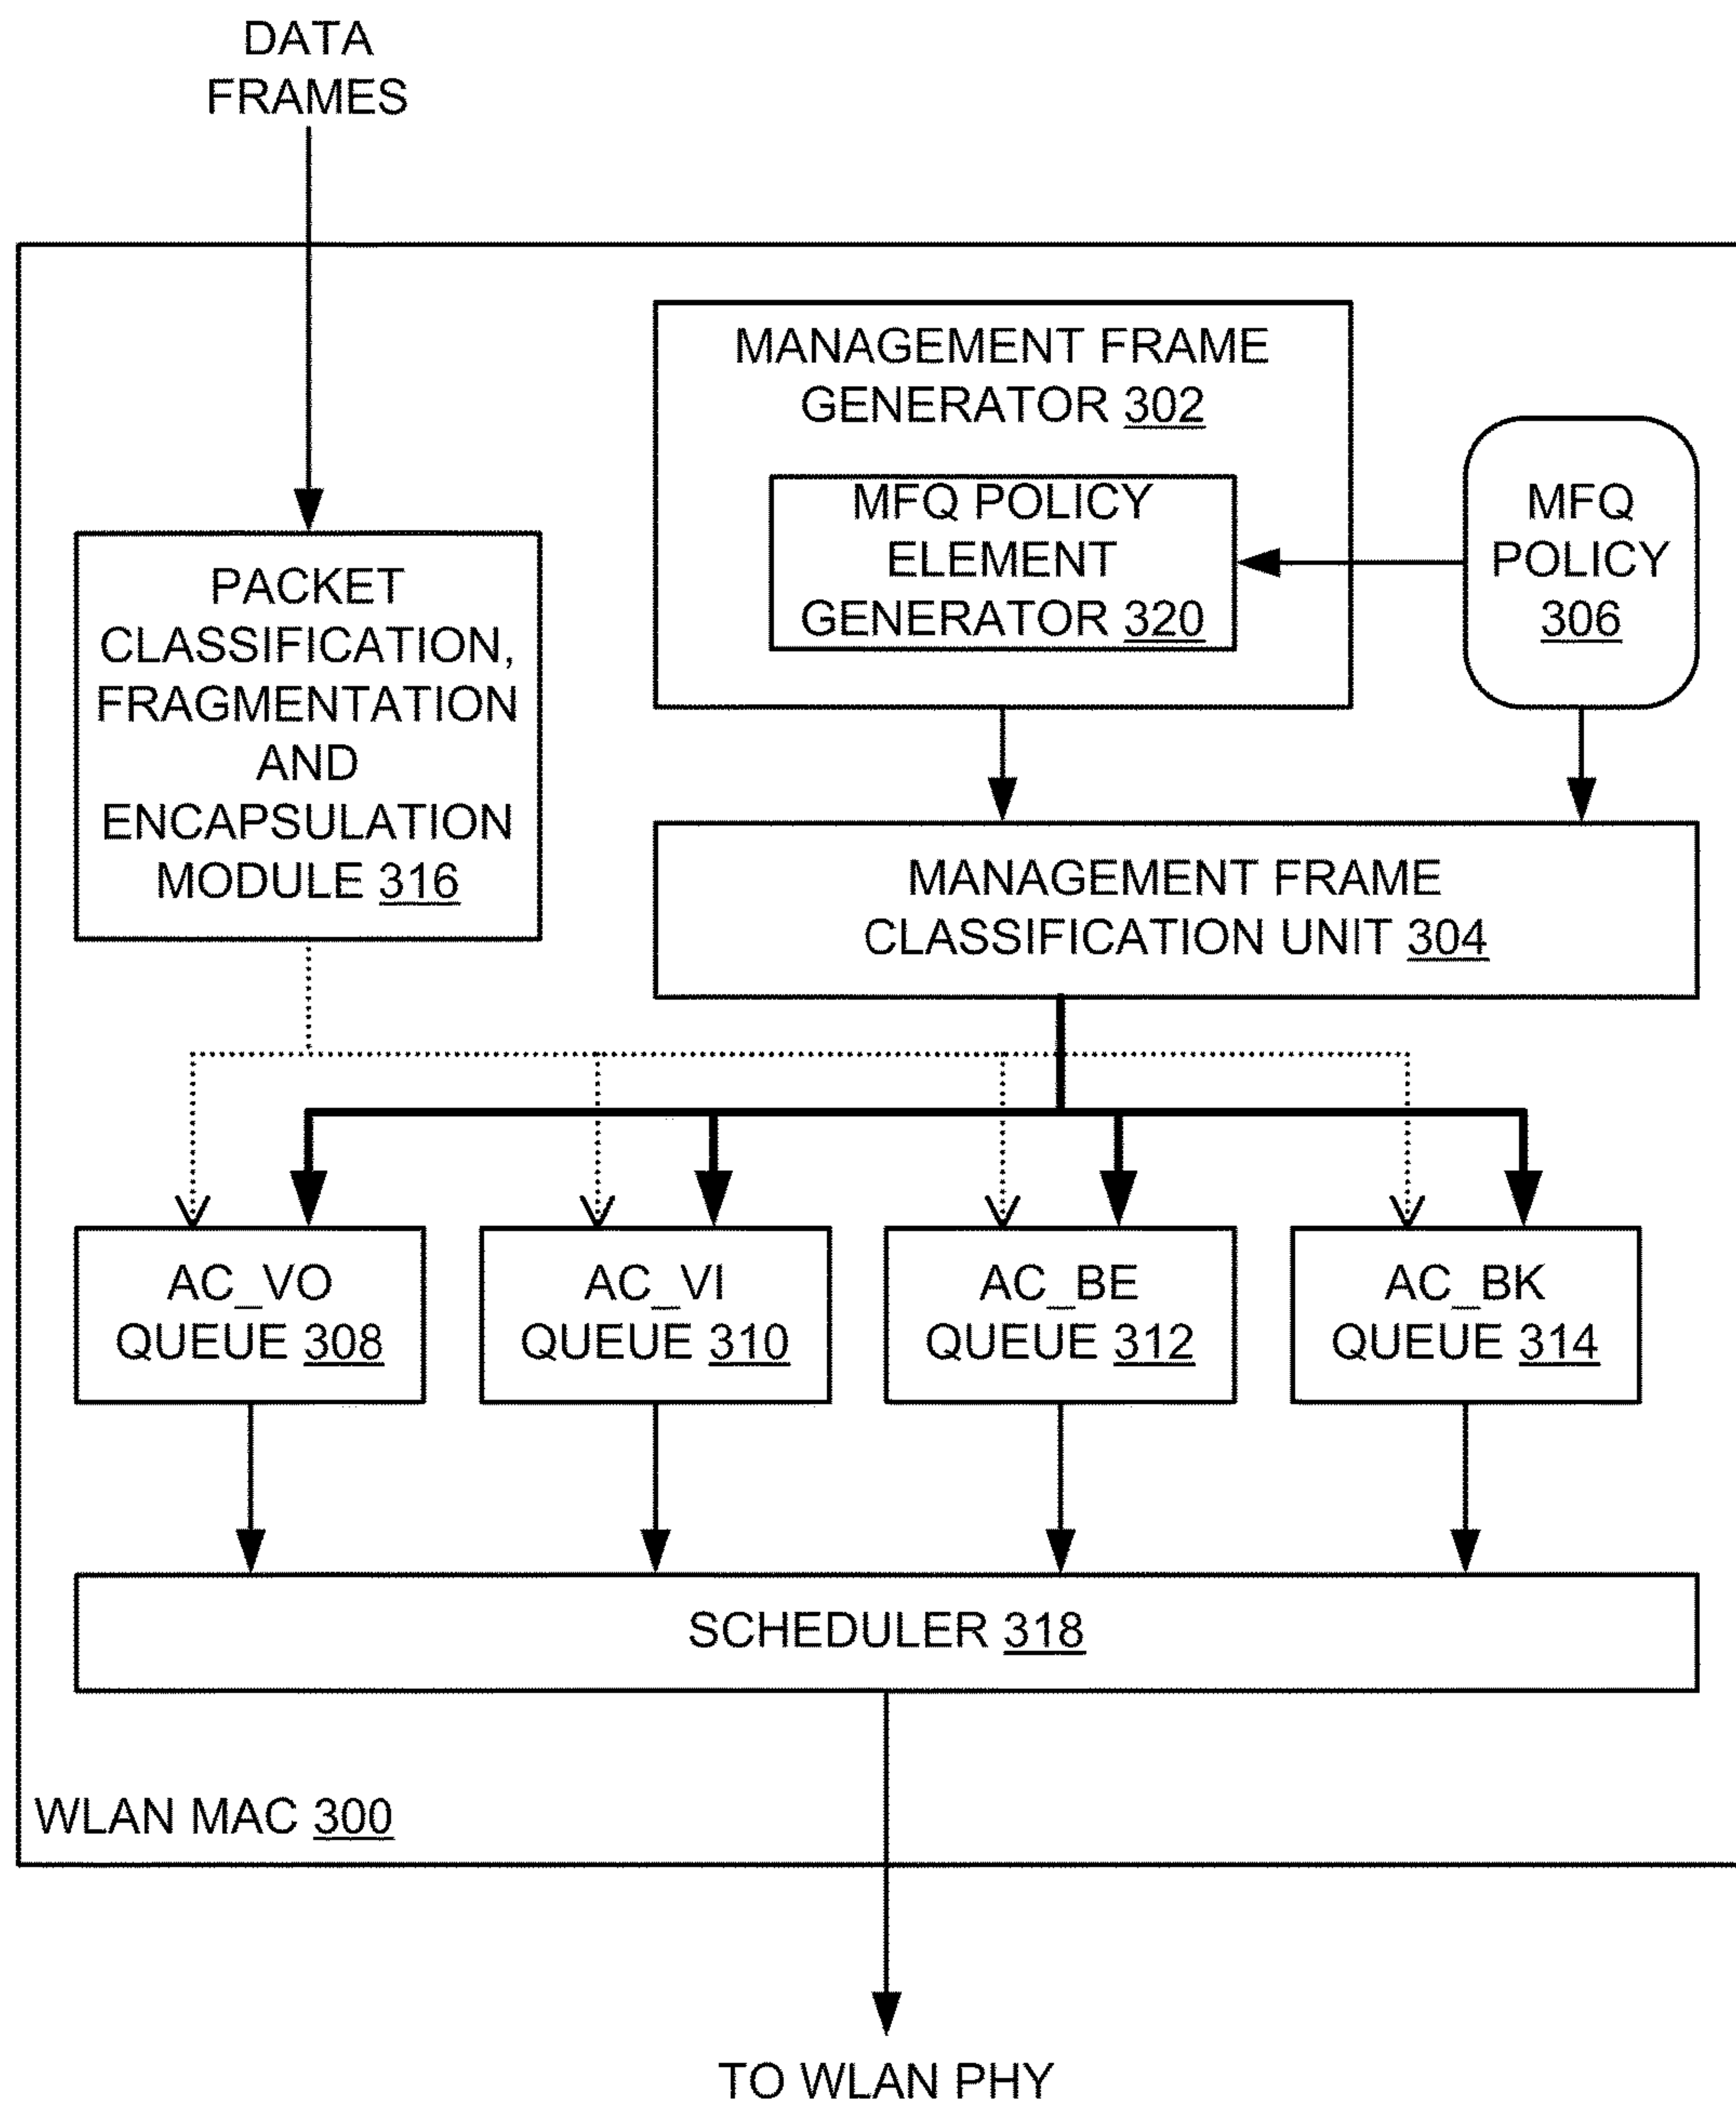 DATA
FRAMES
MANAGEMENT FRAME
GENERATOR 302
MFQ POLICY
ELEMENT
GENERATOR 320
MFQ
POLICY
306
PACKET
CLASSIFICATION,
FRAGMENTATION
AND
ENCAPSULATION
MODULE 316
MANAGEMENT FRAME
CLASSIFICATION UNIT 304
AC_VO
QUEUE 308
AC_VI
QUEUE 310
AC_BE
QUEUE 312
AC_BK
QUEUE 314
SCHEDULER 318
WLAN MAC 300
TO WLAN PHY